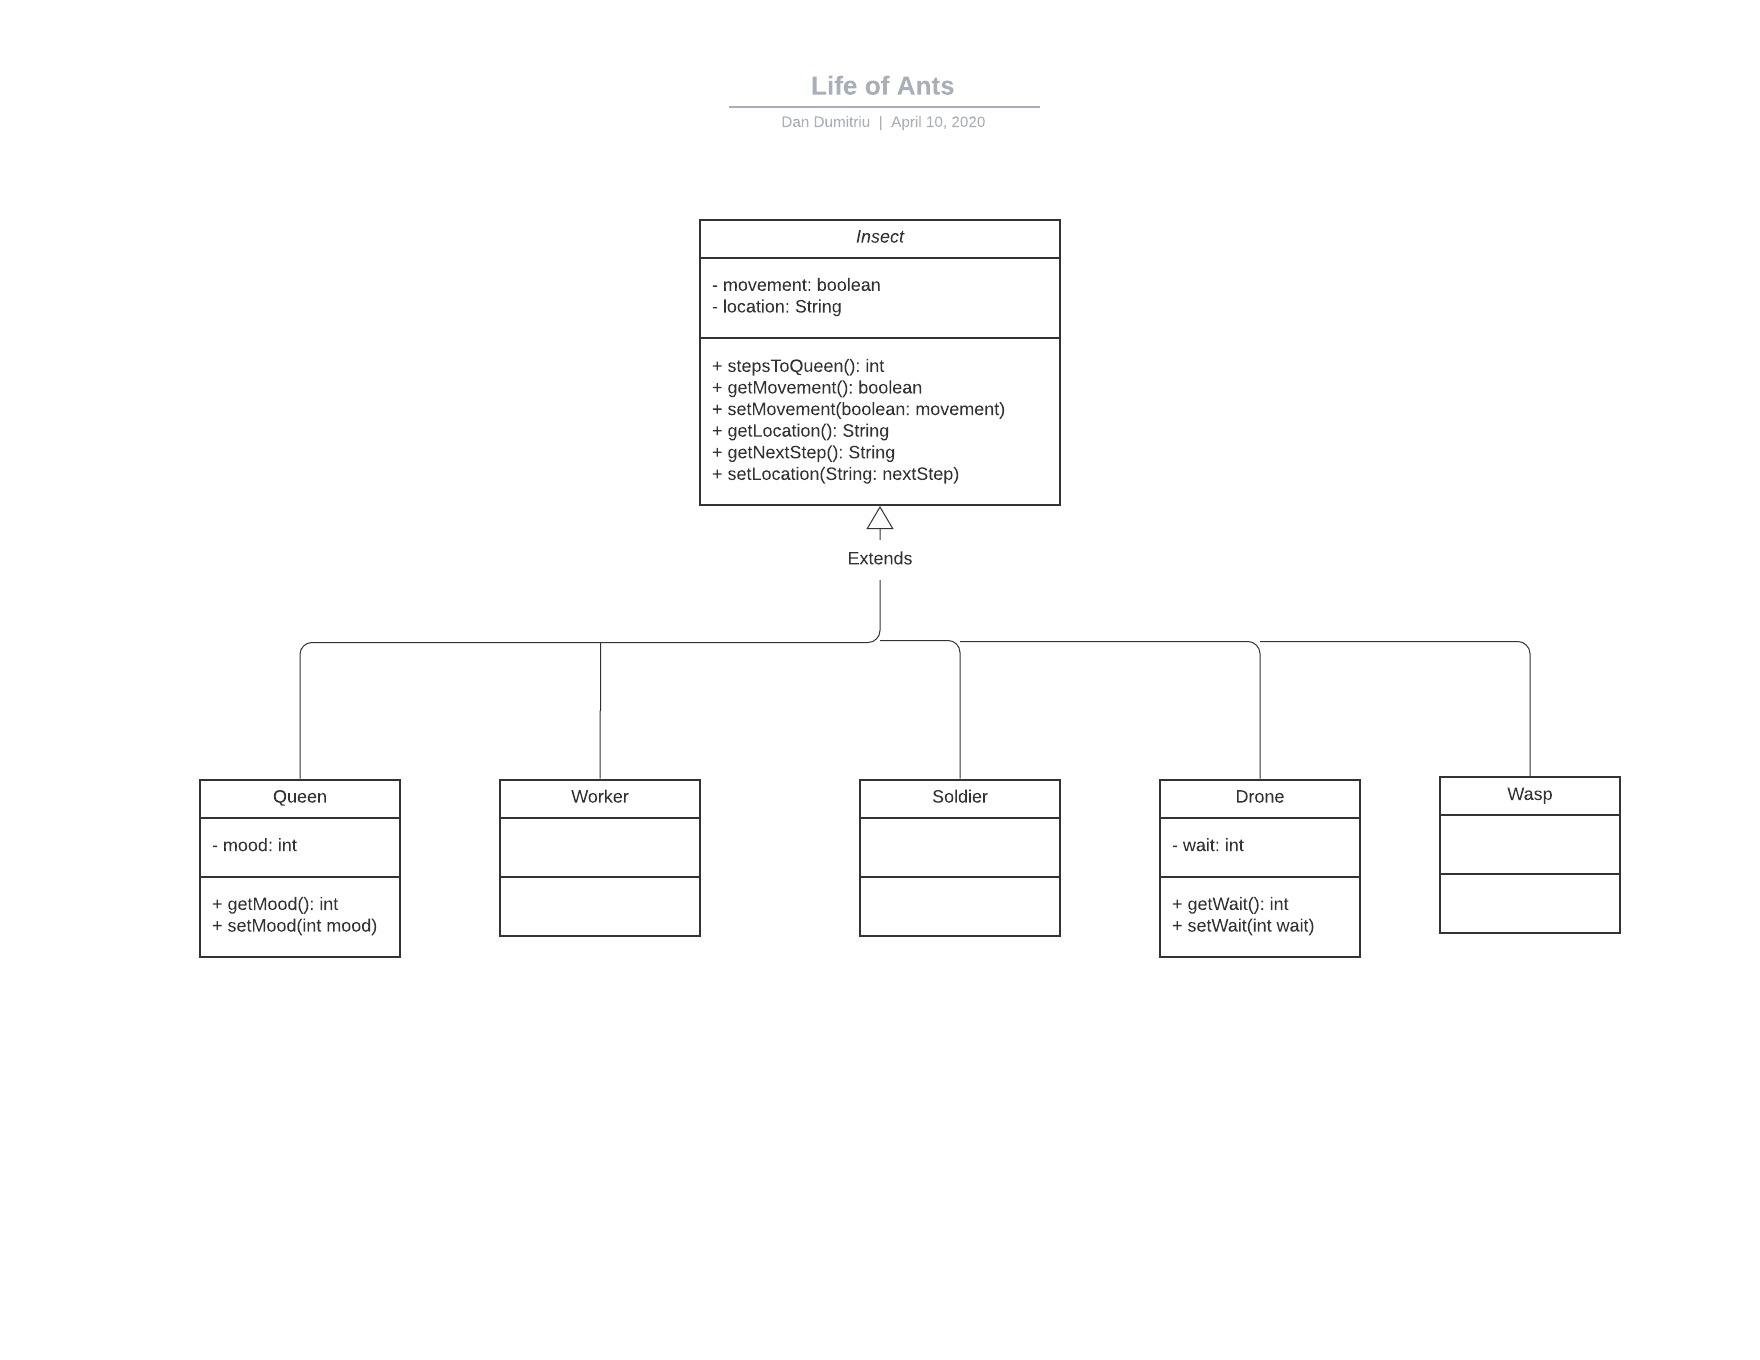 Life of Ants
Dan Dumitriu | April 10, 2020
Insect
- movement: boolean
- location: String
+ stepsToQueen(): int
+ getMovement(): boolean
+ setMovement(boolean: movement)
+ getLocation(): String
+ getNextStep(): String
+ setLocation(String: nextStep)
Extends
Queen
- mood: int
+ getMood(): int
+ setMood(int mood)
Worker
Soldier
Drone
- wait: int
+ getWait(): int
+ setWait(int wait)
Wasp